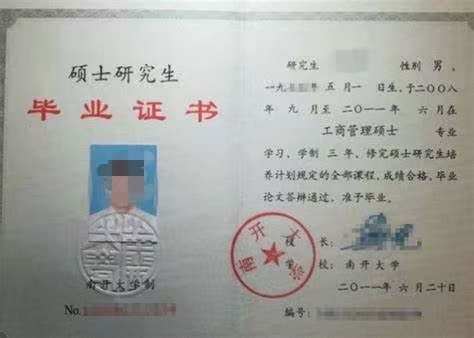 硕士研究生
毕业证书
南开大学制
No.
研究生 性别 男,
一九 五月一日生,于二〇〇八
年九月至二〇一一年 六月在
工商管理硕士 专业
学习,学制 三 年,修完硕士研究生培
养计划规定的全部课程,成绩合格,毕业
论文答辩通过,准予毕业。
南开大学
校 长:
学 校: 南开大学
二〇一一年 六 月 二十日
编号: